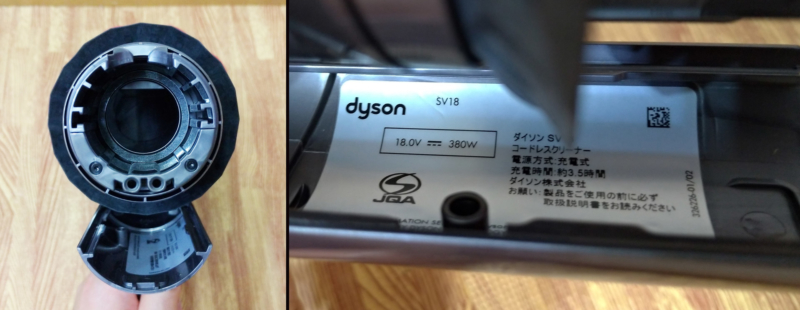 dyson
SV18
18.0V ⎓ 380W
JQA
ダイソン SV
コードレスクリーナー
電源方式:充電式
充電時間:約3.5時間
ダイソン株式会社
お願い:製品をご使用の前に必ず
取扱説明書をお読みください
336226-01/02